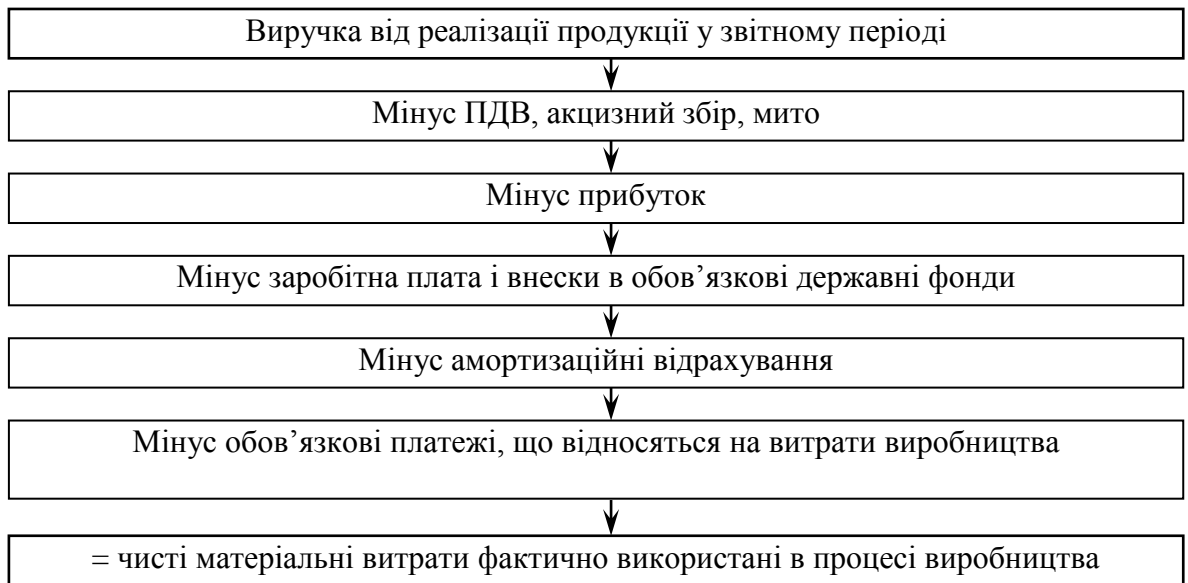 Виручка від реалізації продукції у звітному періоді
Мінус ПДВ, акцизний збір, мито
Мінус прибуток
Мінус заробітна плата і внески в обов’язкові державні фонди
Мінус амортизаційні відрахування
Мінус обов’язкові платежі, що відносяться на витрати виробництва
= чисті матеріальні витрати фактично використані в процесі виробництва